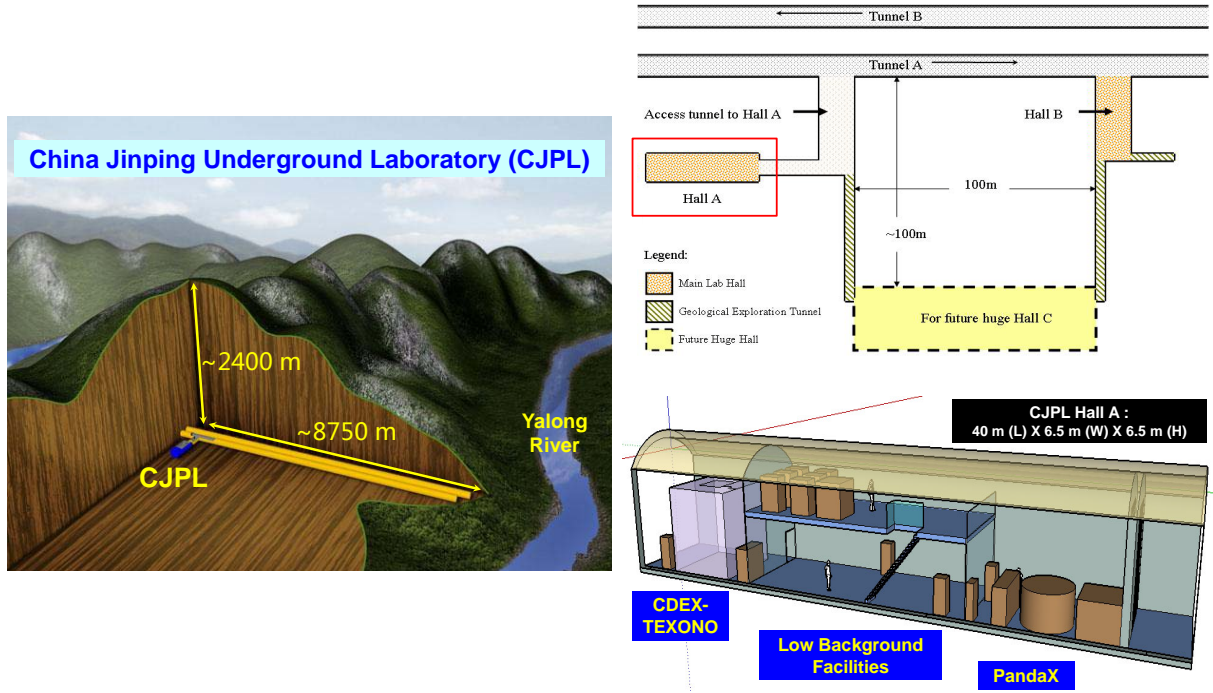 China Jinping Underground Laboratory (CJPL)
~2400 m
~8750 m
Yalong
River
CJPL
Tunnel B
Tunnel A
Access tunnel to Hall A
Hall B
Hall A
100m
~100m
Legend:
Main Lab Hall
Geological Exploration Tunnel
Future Huge Hall
For future huge Hall C
CJPL Hall A :
40 m (L) X 6.5 m (W) X 6.5 m (H)
CDEX-
TEXONO
Low Background
Facilities
PandaX